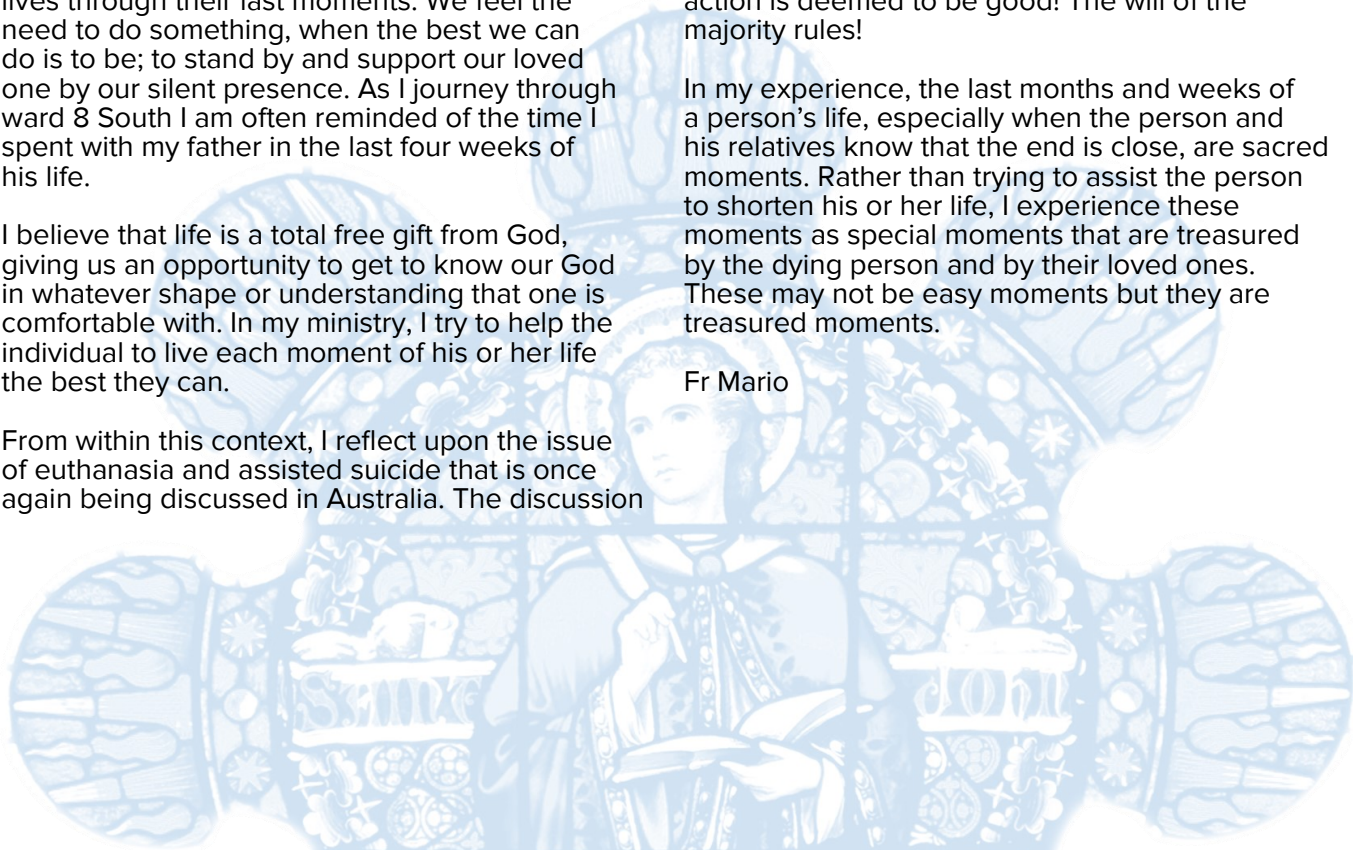 lives through their last moments. We feel the
need to do something, when the best we can
do is to be; to stand by and support our loved
one by our silent presence. As I journey through
ward 8 South I am often reminded of the time I
spent with my father in the last four weeks of
his life.
I believe that life is a total free gift from God,
giving us an opportunity to get to know our God
in whatever shape or understanding that one is
comfortable with. In my ministry, I try to help the
individual to live each moment of his or her life
the best they can.
From within this context, I reflect upon the issue
of euthanasia and assisted suicide that is once
again being discussed in Australia. The discussion
action is deemed to be good! The will of the
majority rules!
In my experience, the last months and weeks of
a person’s life, especially when the person and
his relatives know that the end is close, are sacred
moments. Rather than trying to assist the person
to shorten his or her life, I experience these
moments as special moments that are treasured
by the dying person and by their loved ones.
These may not be easy moments but they are
treasured moments.
Fr Mario
Saint John